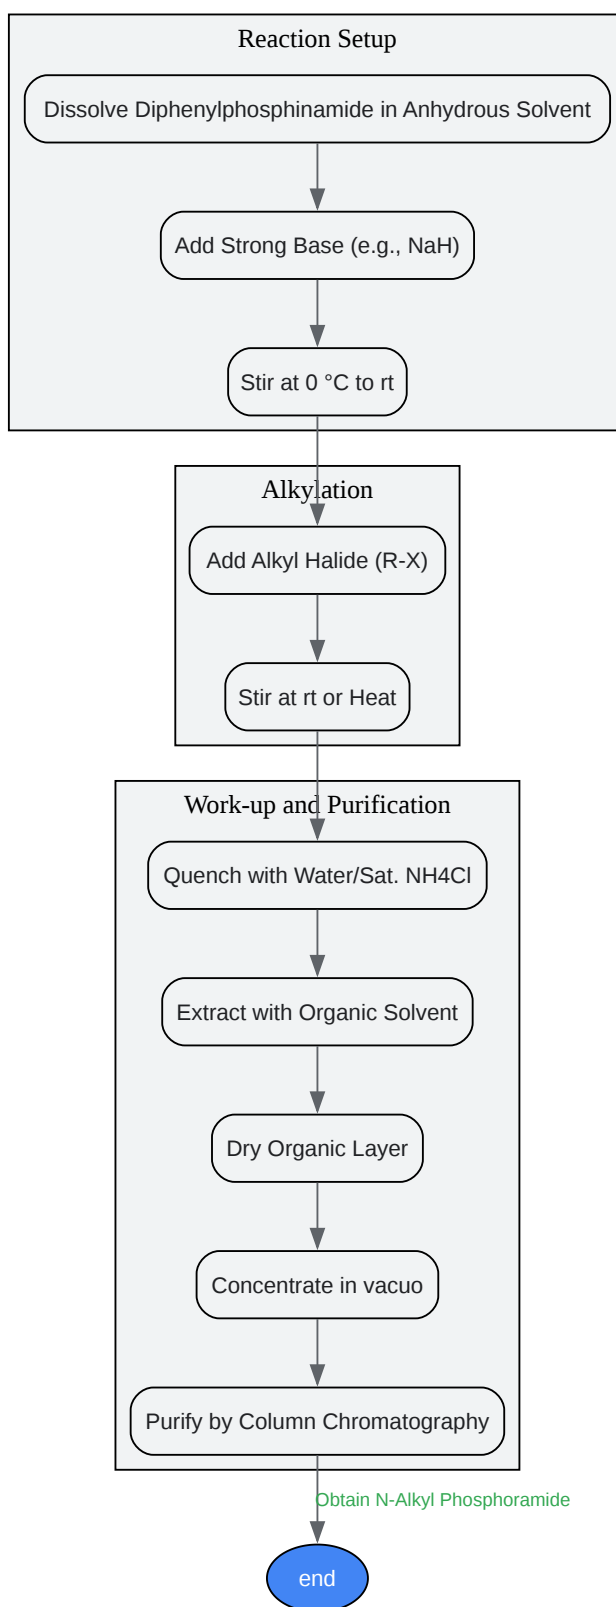 Reaction Setup
Dissolve Diphenylphosphinamide in Anhydrous Solvent
Add Strong Base (e.g., NaH)
Stir at 0 °C to rt
Alkylation
Add Alkyl Halide (R-X)
Stir at rt or Heat
Work-up and Purification
Quench with Water/Sat. NH4Cl
Extract with Organic Solvent
Dry Organic Layer
Concentrate in vacuo
Purify by Column Chromatography
Obtain N-Alkyl Phosphoramide
end